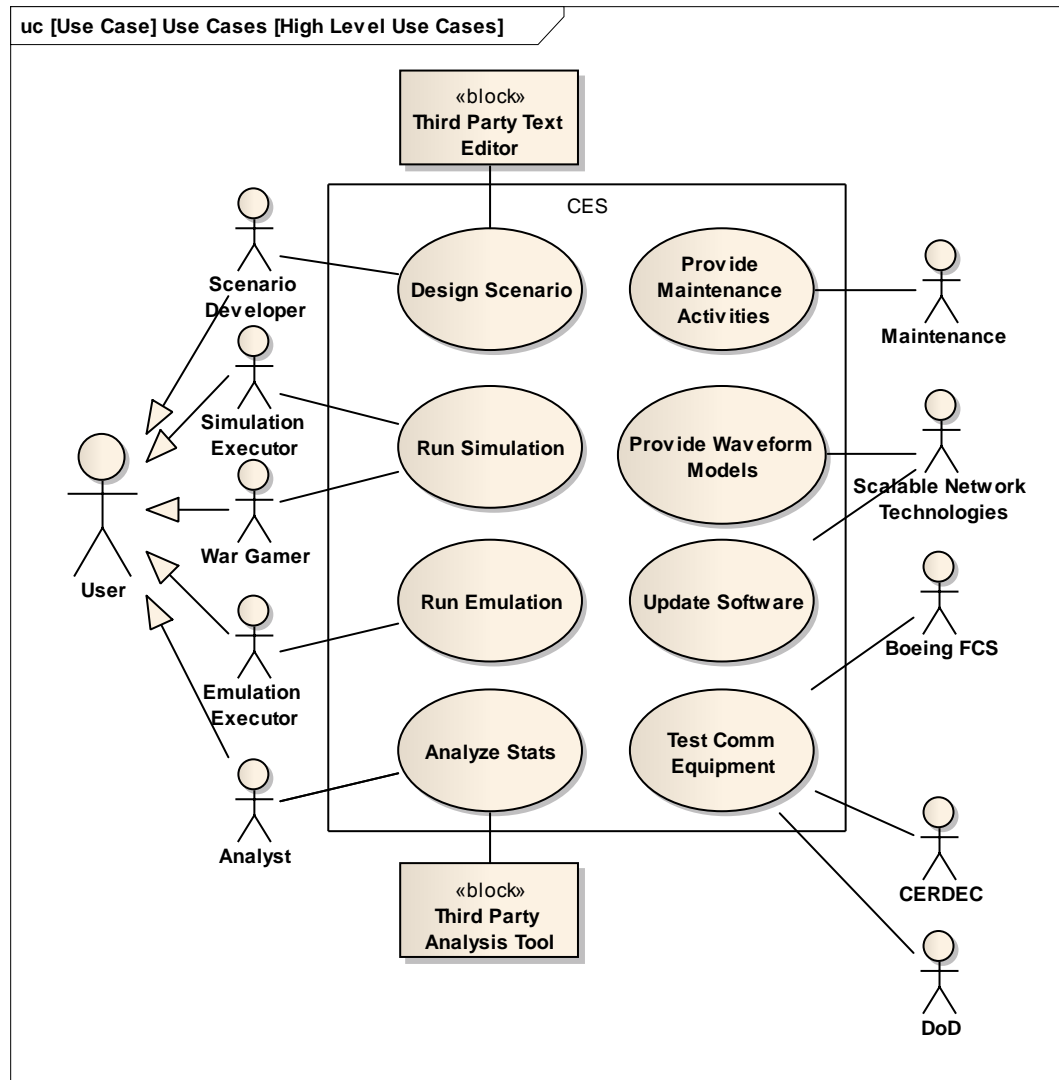 uc [Use Case] Use Cases [High Level Use Cases]
«block»
Third Party Text
Editor
CES
Scenario
Developer
Design Scenario
Provide
Maintenance
Activities
Maintenance
Simulation
Executor
Run Simulation
Provide Waveform
Models
Scalable Network
Technologies
User
War Gamer
Run Emulation
Update Software
Boeing FCS
Emulation
Executor
Analyze Stats
Test Comm
Equipment
Analyst
CERDEC
«block»
Third Party
Analysis Tool
DoD